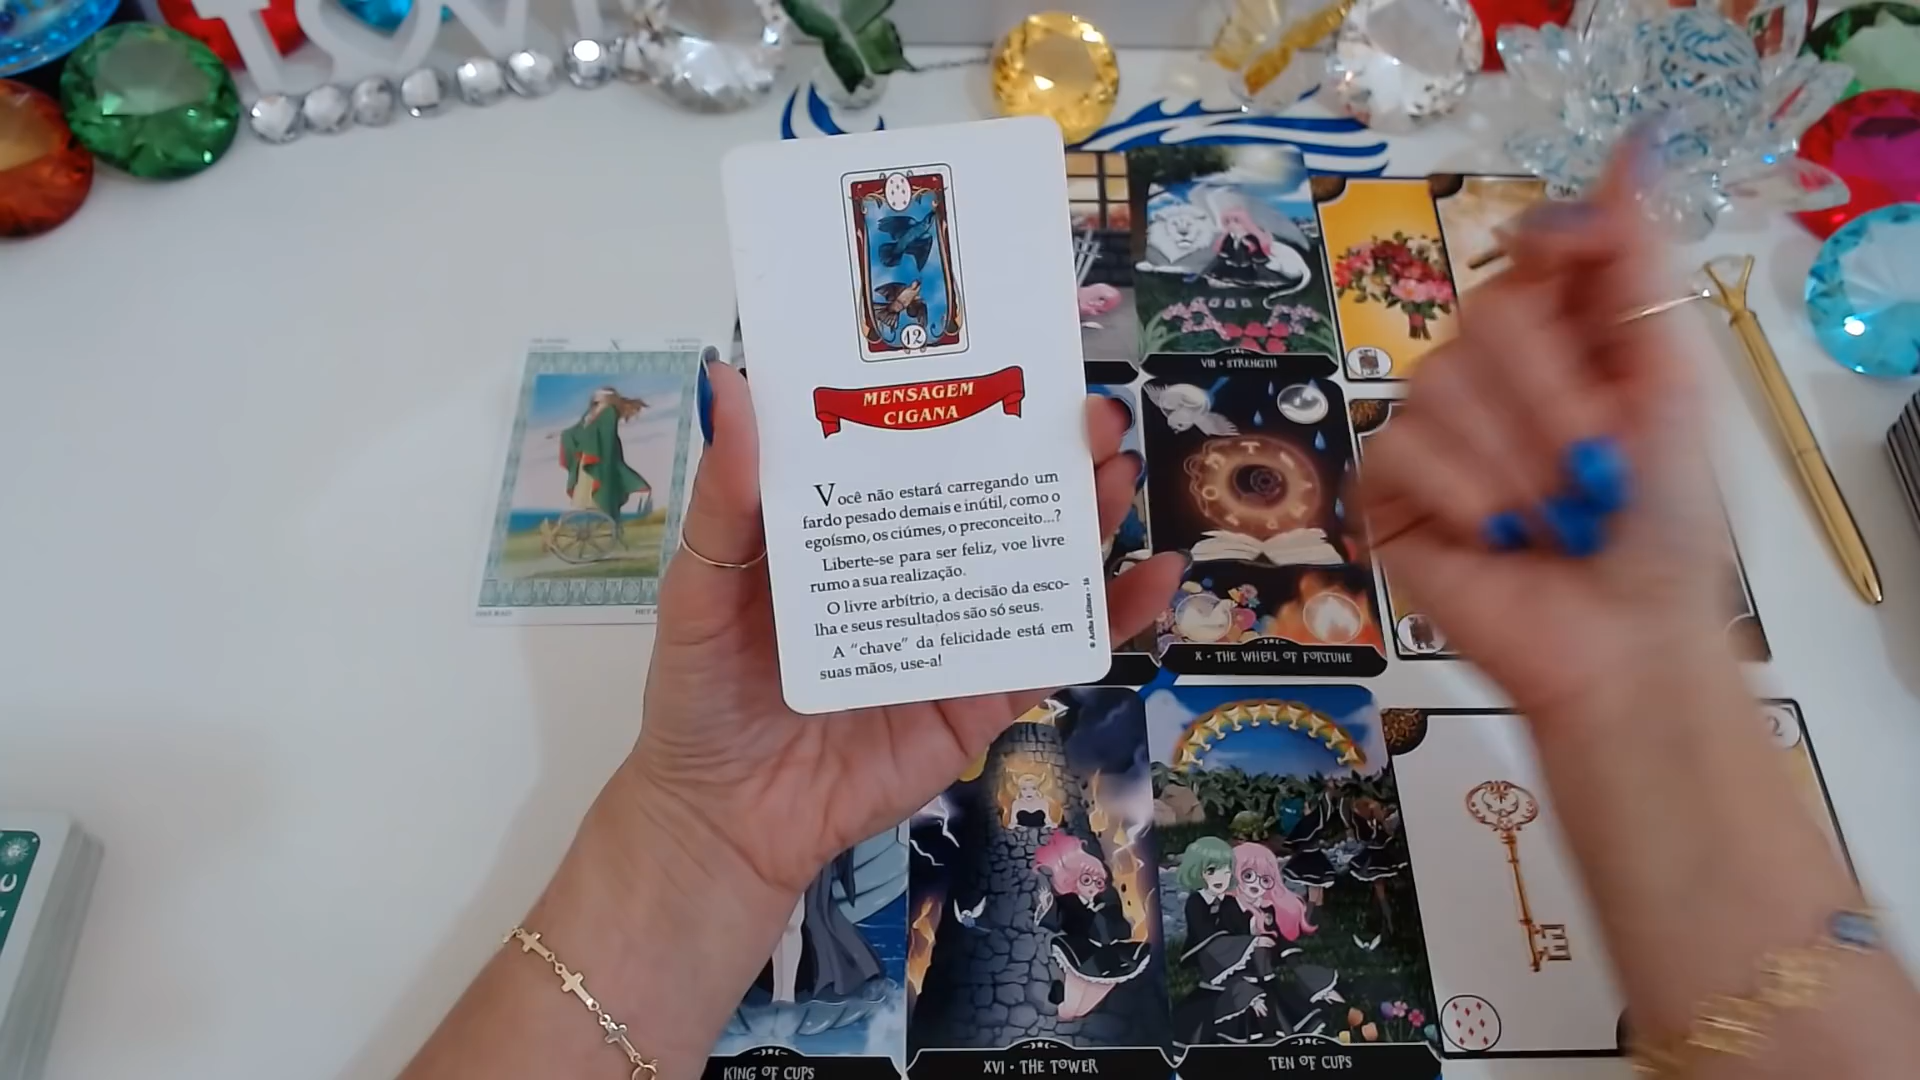 LOVE
X
12
MENSAGEM
CIGANA
Você não estará carregando um
fardo pesado demais e inútil, como o
egoísmo, os ciúmes, o preconceito...?
Liberte-se para ser feliz, voe livre
rumo a sua realização.
O livre arbítrio, a decisão da esco-
lha e seus resultados são só seus.
A "chave" da felicidade está em
suas mãos, use-a!
VIII • STRENGTH
X • THE WHEEL OF FORTUNE
KING OF CUPS
XVI • THE TOWER
TEN OF CUPS